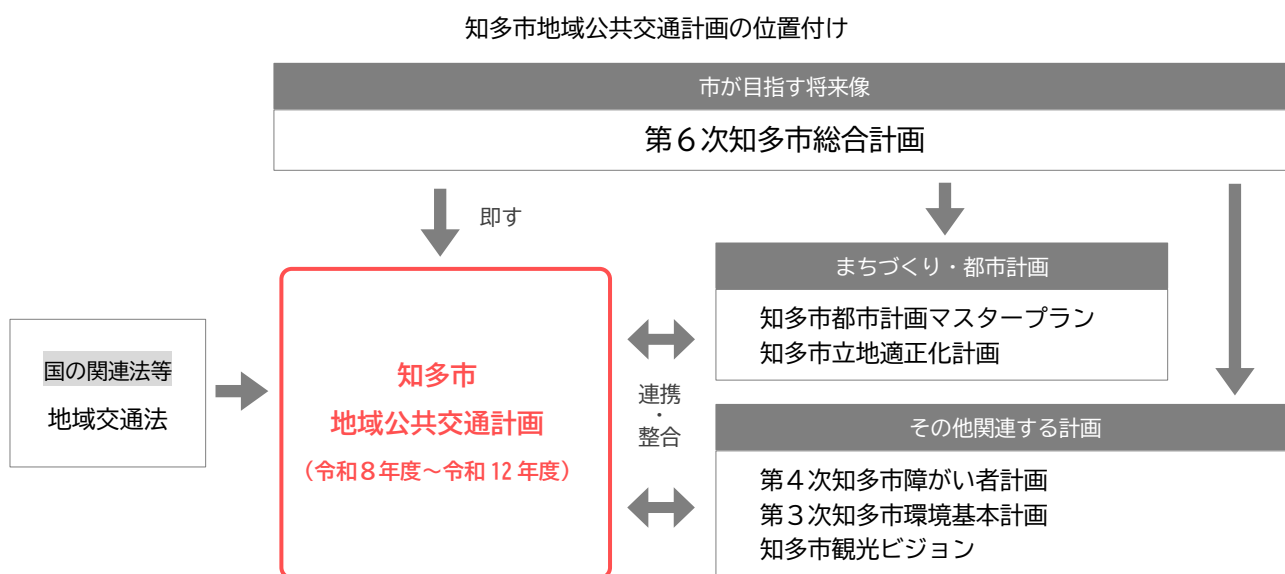 知多市地域公共交通計画の位置付け
市が目指す将来像
第６次知多市総合計画
即す
国の関連法等
地域交通法
知多市
地域公共交通計画
（令和８年度～令和12年度）
連携
・
整合
まちづくり・都市計画
知多市都市計画マスタープラン
知多市立地適正化計画
その他関連する計画
第４次知多市障がい者計画
第３次知多市環境基本計画
知多市観光ビジョン